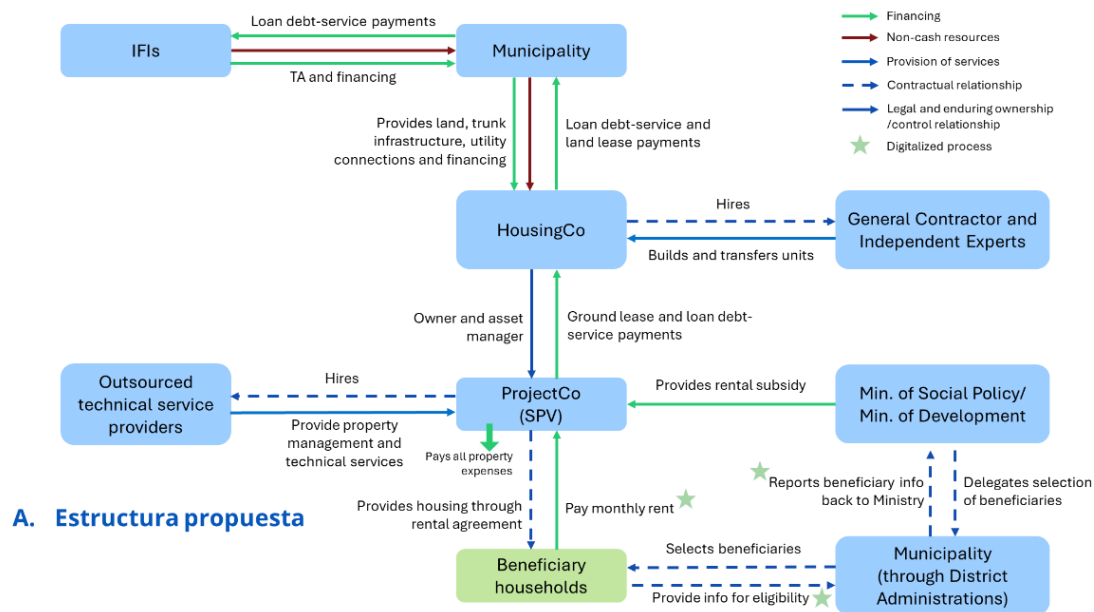 Loan debt-service payments
IFIs
Municipality
TA and financing
Financing
Non-cash resources
Provision of services
Contractual relationship
Legal and enduring ownership
/control relationship
Digitalized process
Provides land, trunk
infrastructure, utility
connections and financing
Loan debt-service and
land lease payments
HousingCo
Hires
General Contractor and
Independent Experts
Builds and transfers units
Owner and asset
manager
Ground lease and loan debt-
service payments
Outsourced
technical service
providers
Hires
Provide property
management and
technical services
ProjectCo
(SPV)
Pays all property
expenses
Provides rental subsidy
Min. of Social Policy/
Min. of Development
Reports beneficiary info
back to Ministry
Delegates selection
of beneficiaries
A. Estructura propuesta
Provides housing through
rental agreement
Pay monthly rent
Beneficiary
households
Selects beneficiaries
Provide info for eligibility
Municipality
(through District
Administrations)